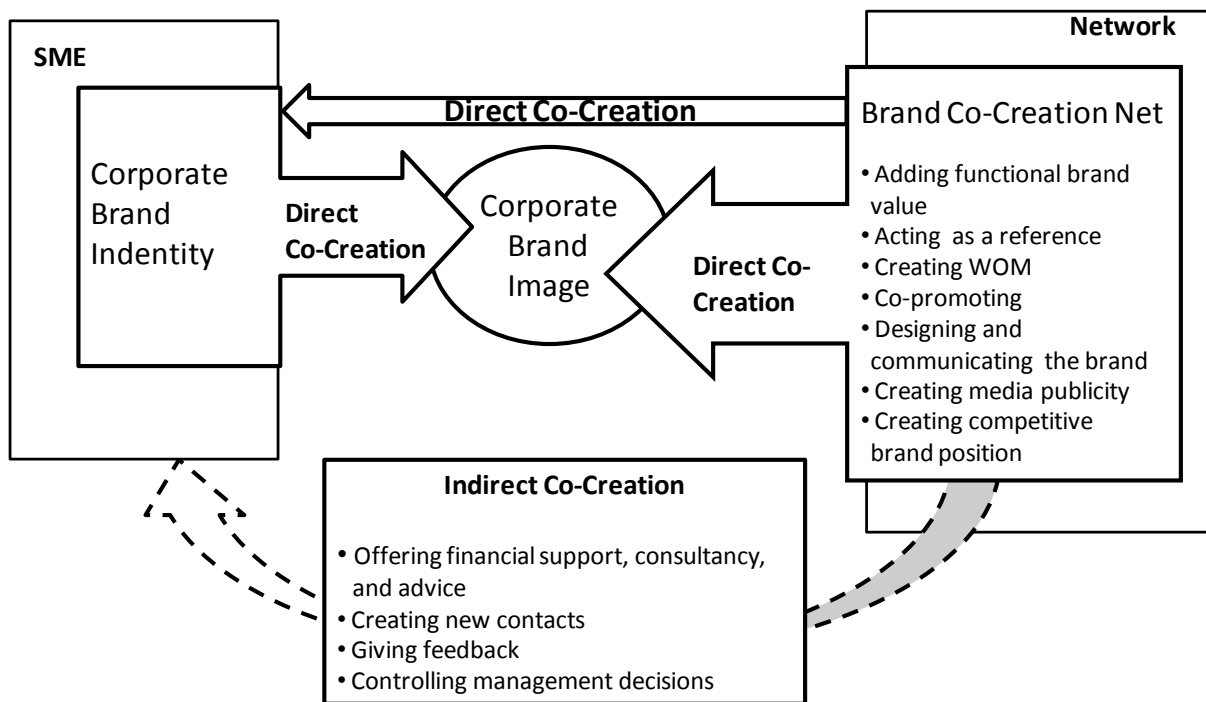 SME
Network
Direct Co-Creation
Corporate
Brand
Indentity
Direct
Co-Creation
Corporate
Brand
Image
Direct Co-
Creation
Brand Co-Creation Net
• Adding functional brand
value
• Acting as a reference
• Creating WOM
• Co-promoting
• Designing and
communicating the brand
• Creating media publicity
• Creating competitive
brand position
Indirect Co-Creation
• Offering financial support, consultancy,
and advice
• Creating new contacts
• Giving feedback
• Controlling management decisions